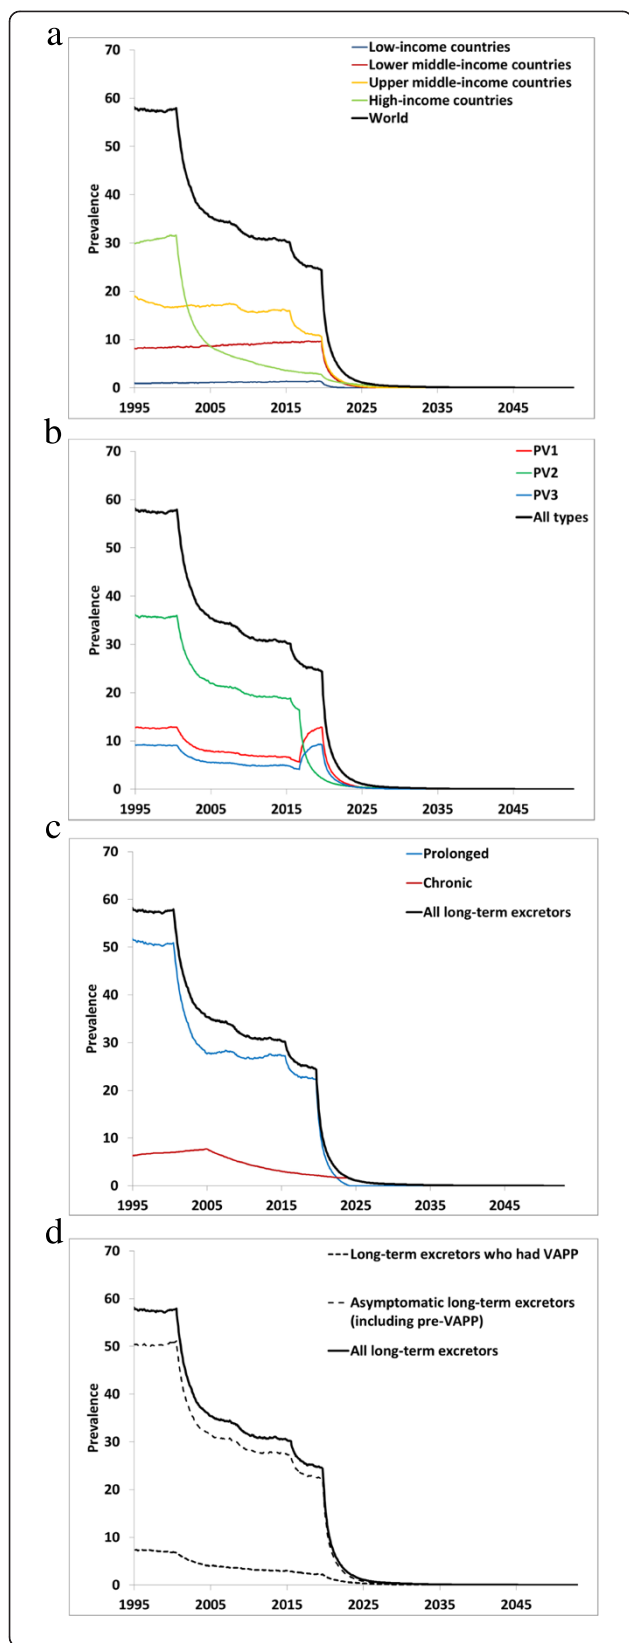 a
70
60
50
40
30
20
10
0
Prevalence
Low-income countries
Lower middle-income countries
Upper middle-income countries
High-income countries
World
1995 2005 2015 2025 2035 2045
b
70
60
50
40
30
20
10
0
Prevalence
PV1
PV2
PV3
All types
1995 2005 2015 2025 2035 2045
c
70
60
50
40
30
20
10
0
Prevalence
Prolonged
Chronic
All long-term excretors
1995 2005 2015 2025 2035 2045
d
70
60
50
40
30
20
10
0
Prevalence
Long-term excretors who had VAPP
Asymptomatic long-term excretors
(including pre-VAPP)
All long-term excretors
1995 2005 2015 2025 2035 2045